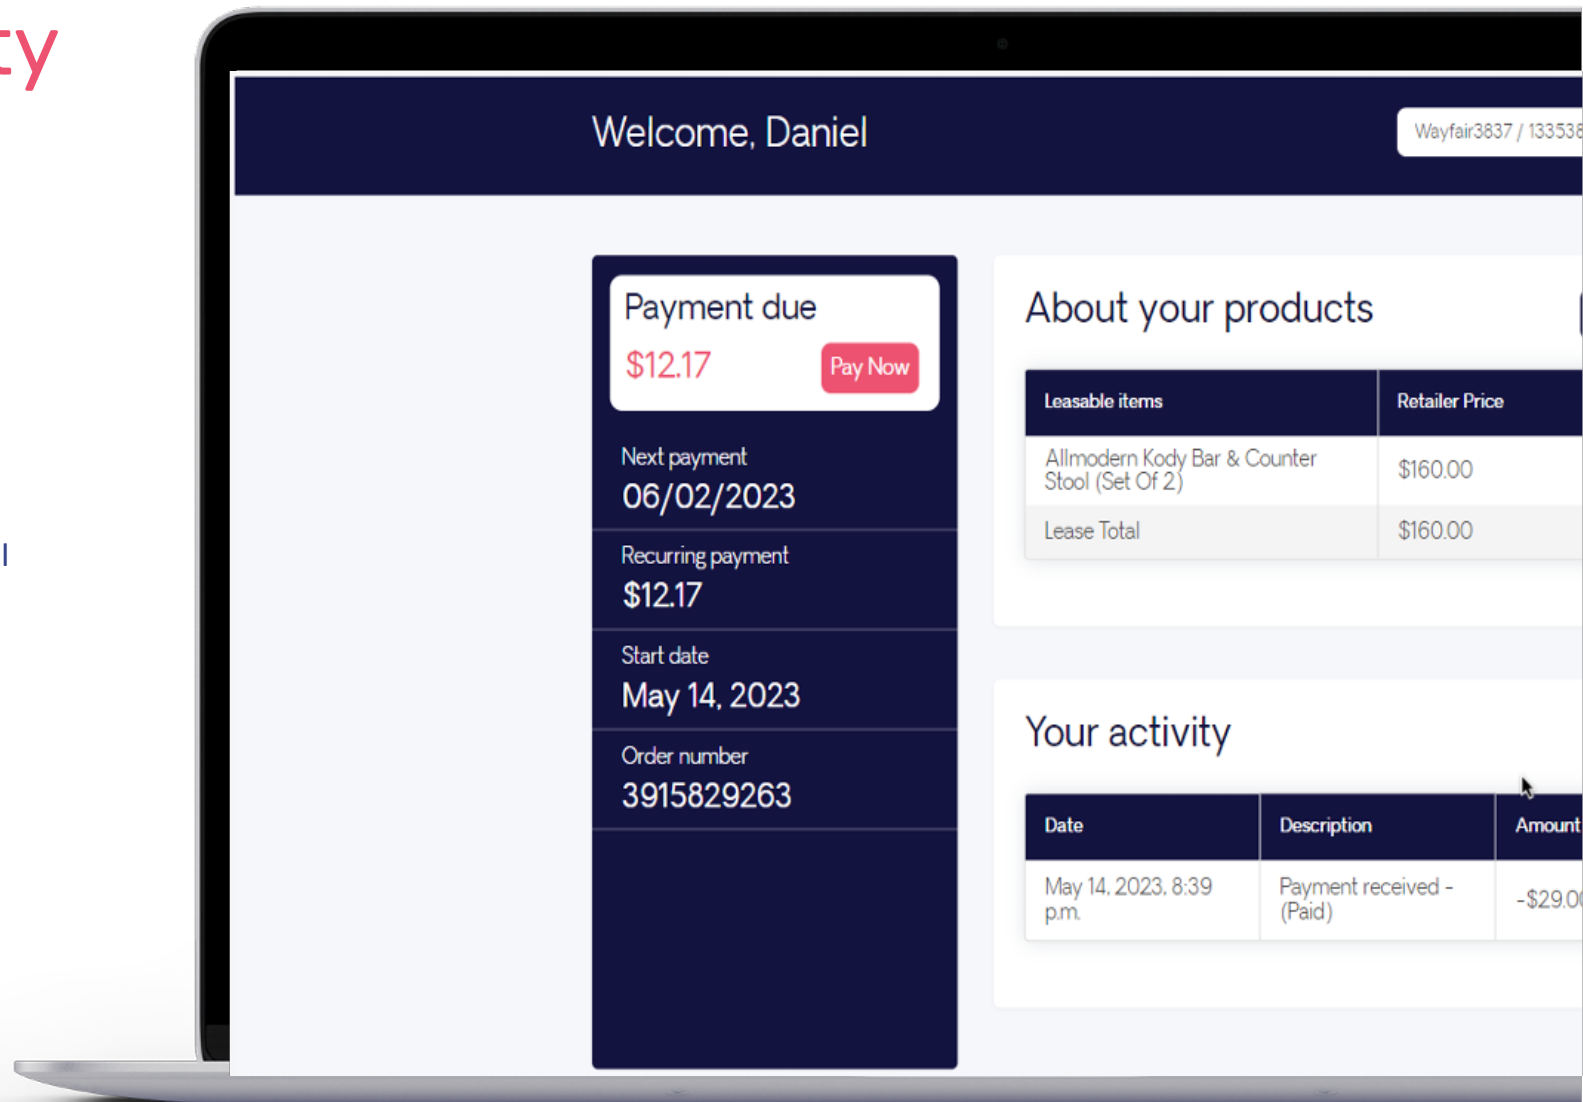 ty
l
Welcome, Daniel
Wayfair3837 / 133538
Payment due
$12.17
Pay Now
Next payment
06/02/2023
Recurring payment
$12.17
Start date
May 14, 2023
Order number
3915829263
About your products
Leasable items
Retailer Price
Allmodern Kody Bar & Counter
Stool (Set Of 2)
$160.00
Lease Total
$160.00
Your activity
Date
Description
Amount
May 14, 2023, 8:39
p.m.
Payment received -
(Paid)
-$29.00